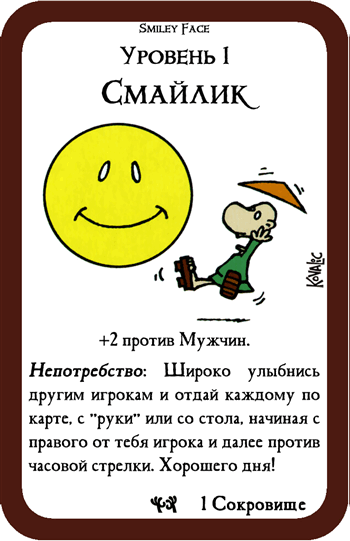 Smiley Face
Уровень 1
Смайлик
Kovalic
+2 против Мужчин.
Непотребство: Широко улыбнись
другим игрокам и отдай каждому по
карте, с "руки" или со стола, начиная с
правого от тебя игрока и далее против
часовой стрелки. Хорошего дня!
1 Сокровище